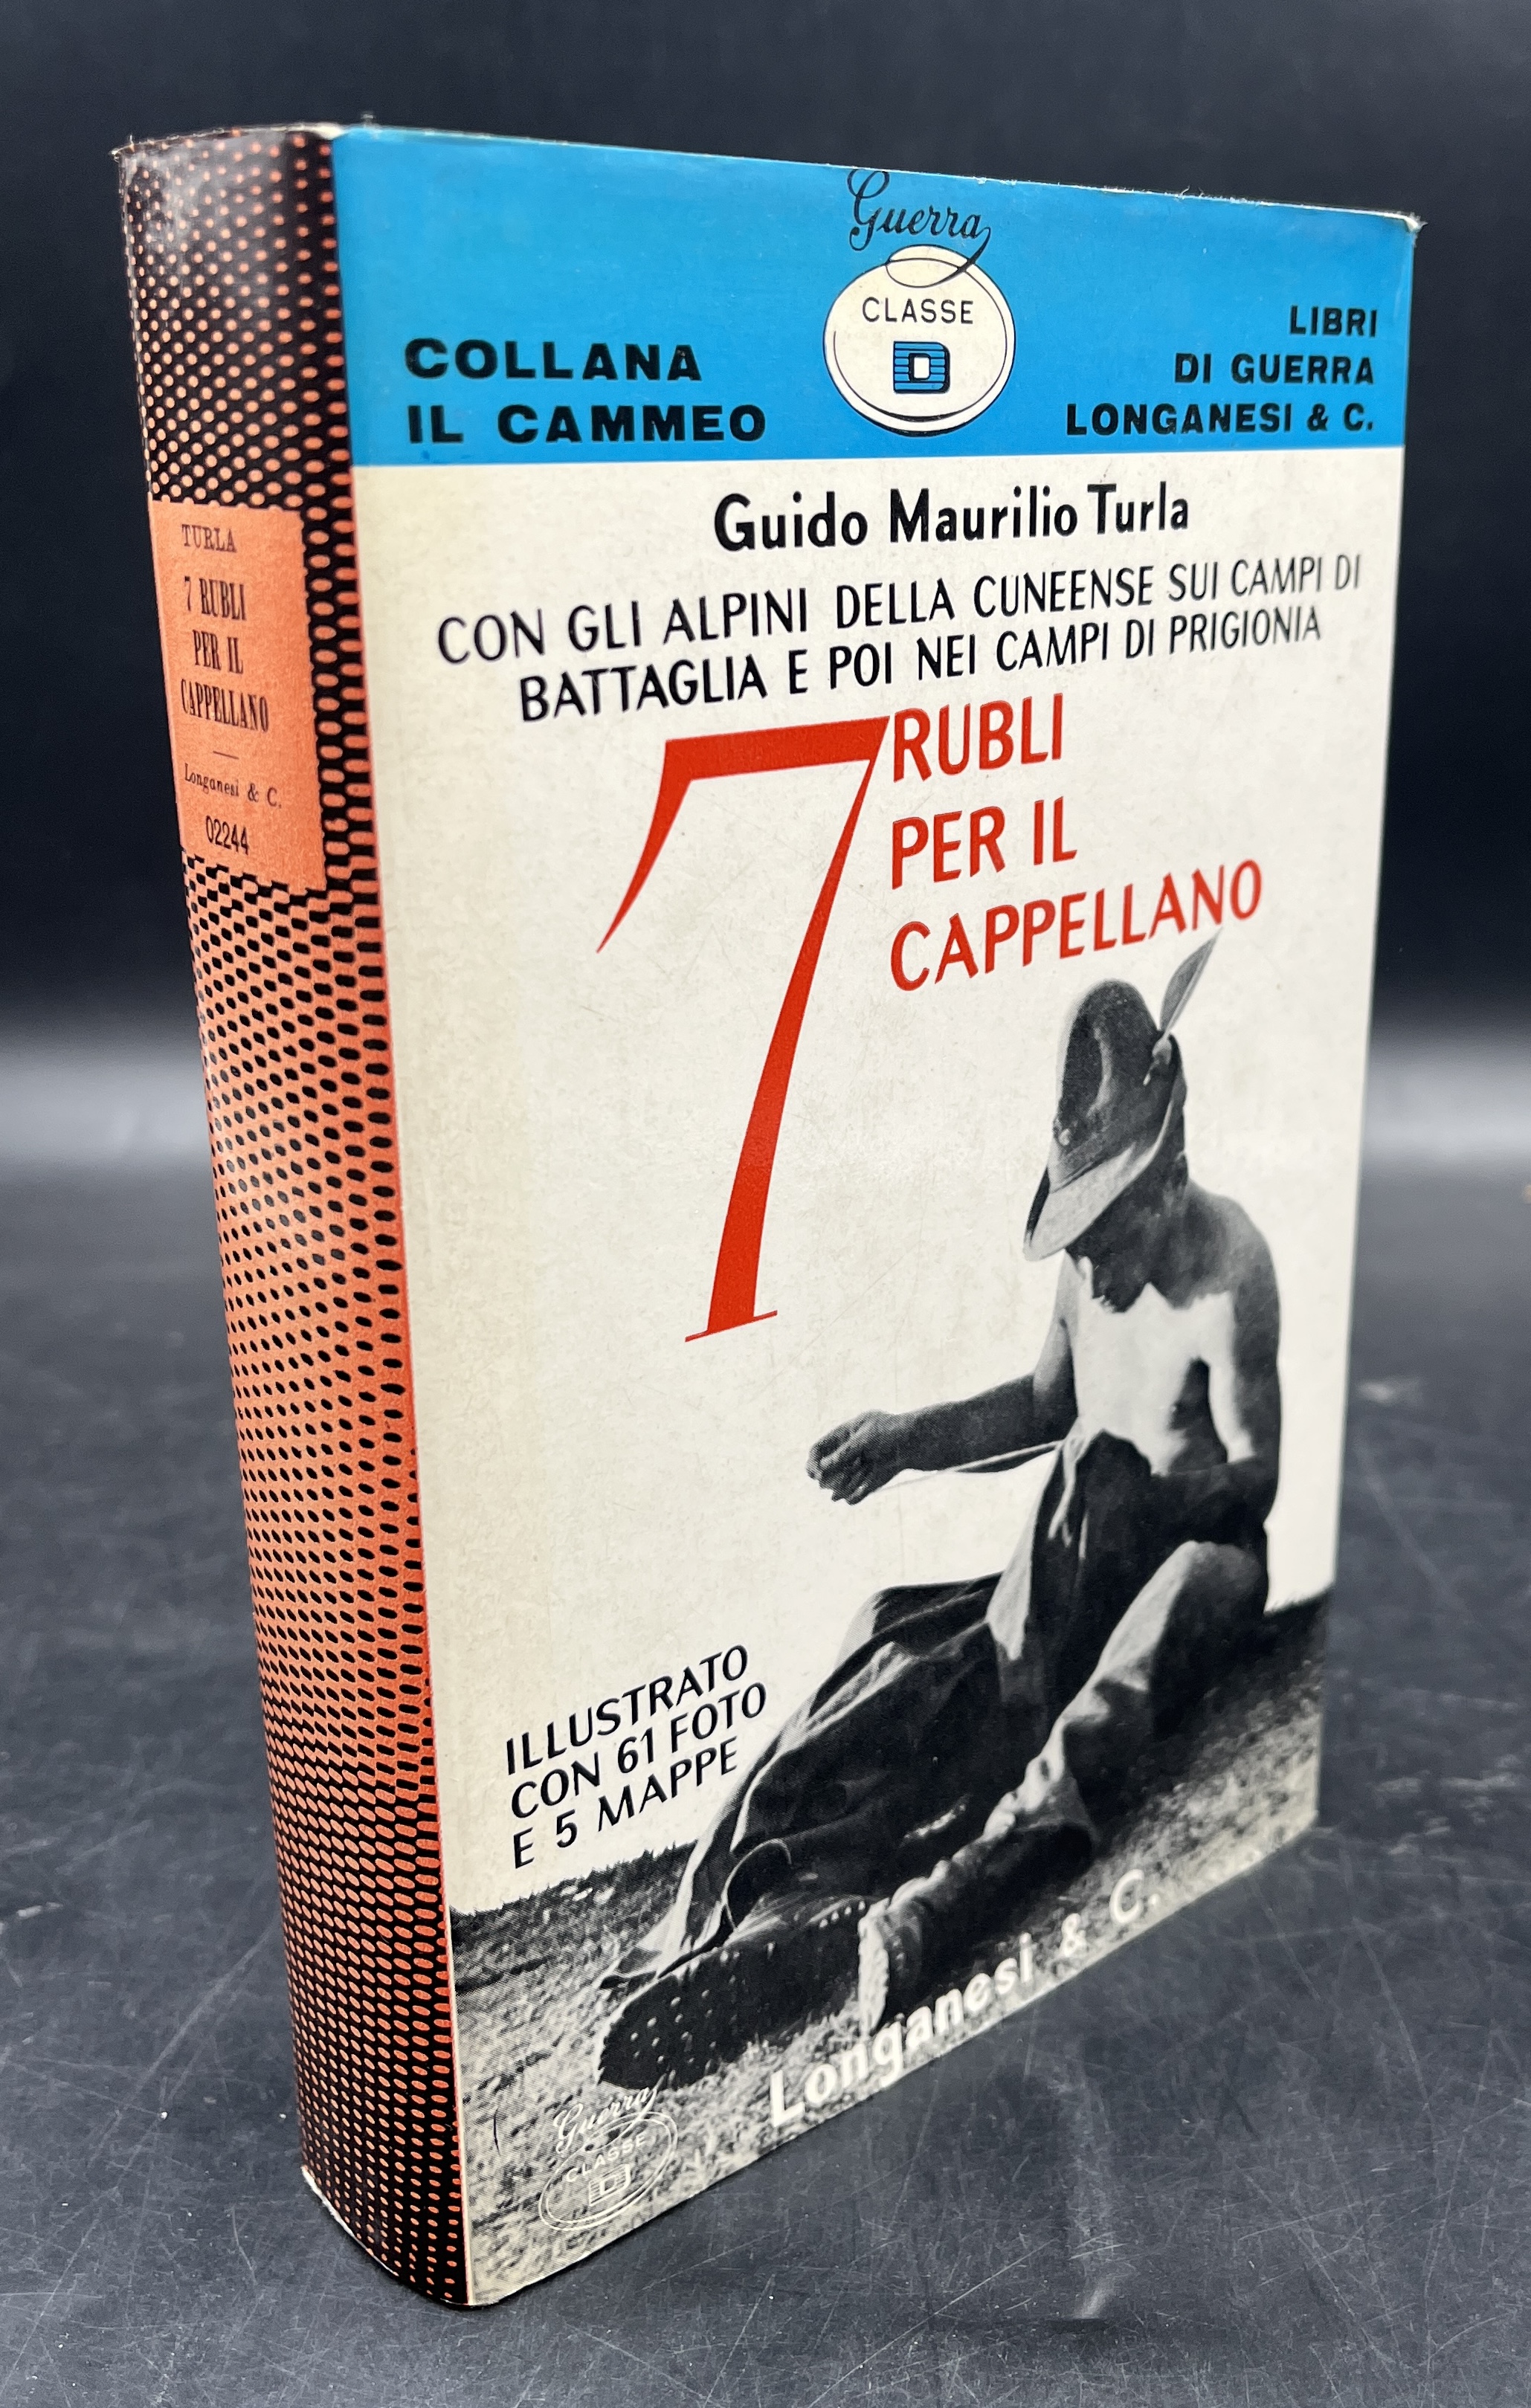 TURLA
7 RUBLI
PER IL
CAPPELLANO
Longanesi & C.
02244
Guerra
CLASSE
D
COLLANA
IL CAMMEO
LIBRI
DI GUERRA
LONGANESI & C.
Guido Maurilio Turla
CON GLI ALPINI DELLA CUNEENSE SUI CAMPI DI
BATTAGLIA E POI NEI CAMPI DI PRIGIONIA
7 RUBLI
PER IL
CAPPELLANO
ILLUSTRATO
CON 61 FOTO
E 5 MAPPE
Longanesi & C.
Guerra
CLASSE
D